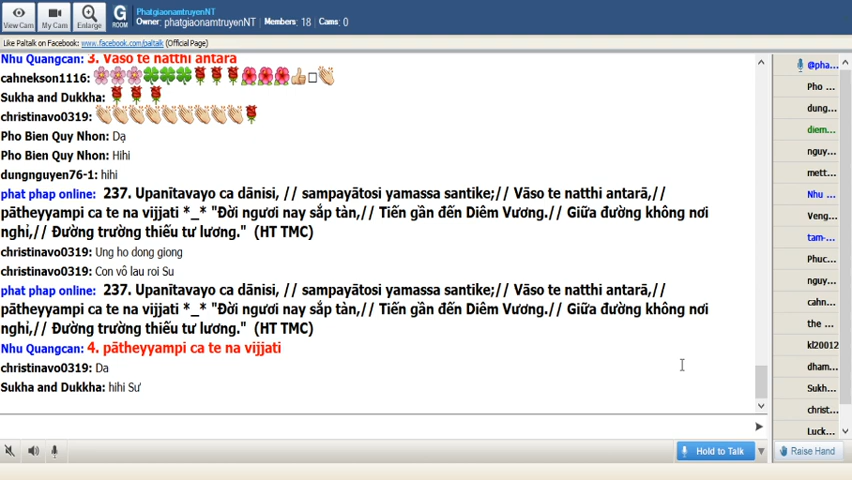 PhatgiaonamtruyenNT
Owner: phatgiaonamtruyenNT Members: 18 Cams: 0
View Cam My Cam Enlarge G ROOM
Like Paltalk on Facebook: www.facebook.com/paltalk (Official Page)
Nhu Quangcan: 3. Vāso te natthi antarā
cahnekson1116: 🌸🌸🌸🍀🍀🍀🌹🌹🌹🌺🌺🌺👍□👏
Sukha and Dukkha: 🌹 🌹 🌹
christinavo0319: 👏👏👏👏👏👏👏👏👏🌹
Pho Bien Quy Nhon: Dạ
Pho Bien Quy Nhon: Hihi
dungnguyen76-1: hihi
phat phap online: 237. Upanītavayo ca dānisi, // sampayātosi yamassa santike;// Vāso te natthi antarā,//
pātheyyampi ca te na vijjati *_* "Đời ngươi nay sắp tàn,// Tiến gần đến Diêm Vương.// Giữa đường không nơi
nghỉ,// Đường trường thiếu tư lương." (HT TMC)
christinavo0319: Ung ho dong giong
christinavo0319: Con vô lau roi Su
phat phap online: 237. Upanītavayo ca dānisi, // sampayātosi yamassa santike;// Vāso te natthi antarā,//
pātheyyampi ca te na vijjati *_* "Đời ngươi nay sắp tàn,// Tiến gần đến Diêm Vương.// Giữa đường không nơi
nghỉ,// Đường trường thiếu tư lương." (HT TMC)
Nhu Quangcan: 4. pātheyyampi ca te na vijjati
christinavo0319: Da
Sukha and Dukkha: hihi Sư
@pha...
Pho ...
dung...
diem...
nguy...
mett...
Nhu ...
Veng...
tam-...
Phuc...
nguy...
cahn...
the ...
kl20012
dham...
Sukh...
christ...
Luck...
Hold to Talk
Raise Hand